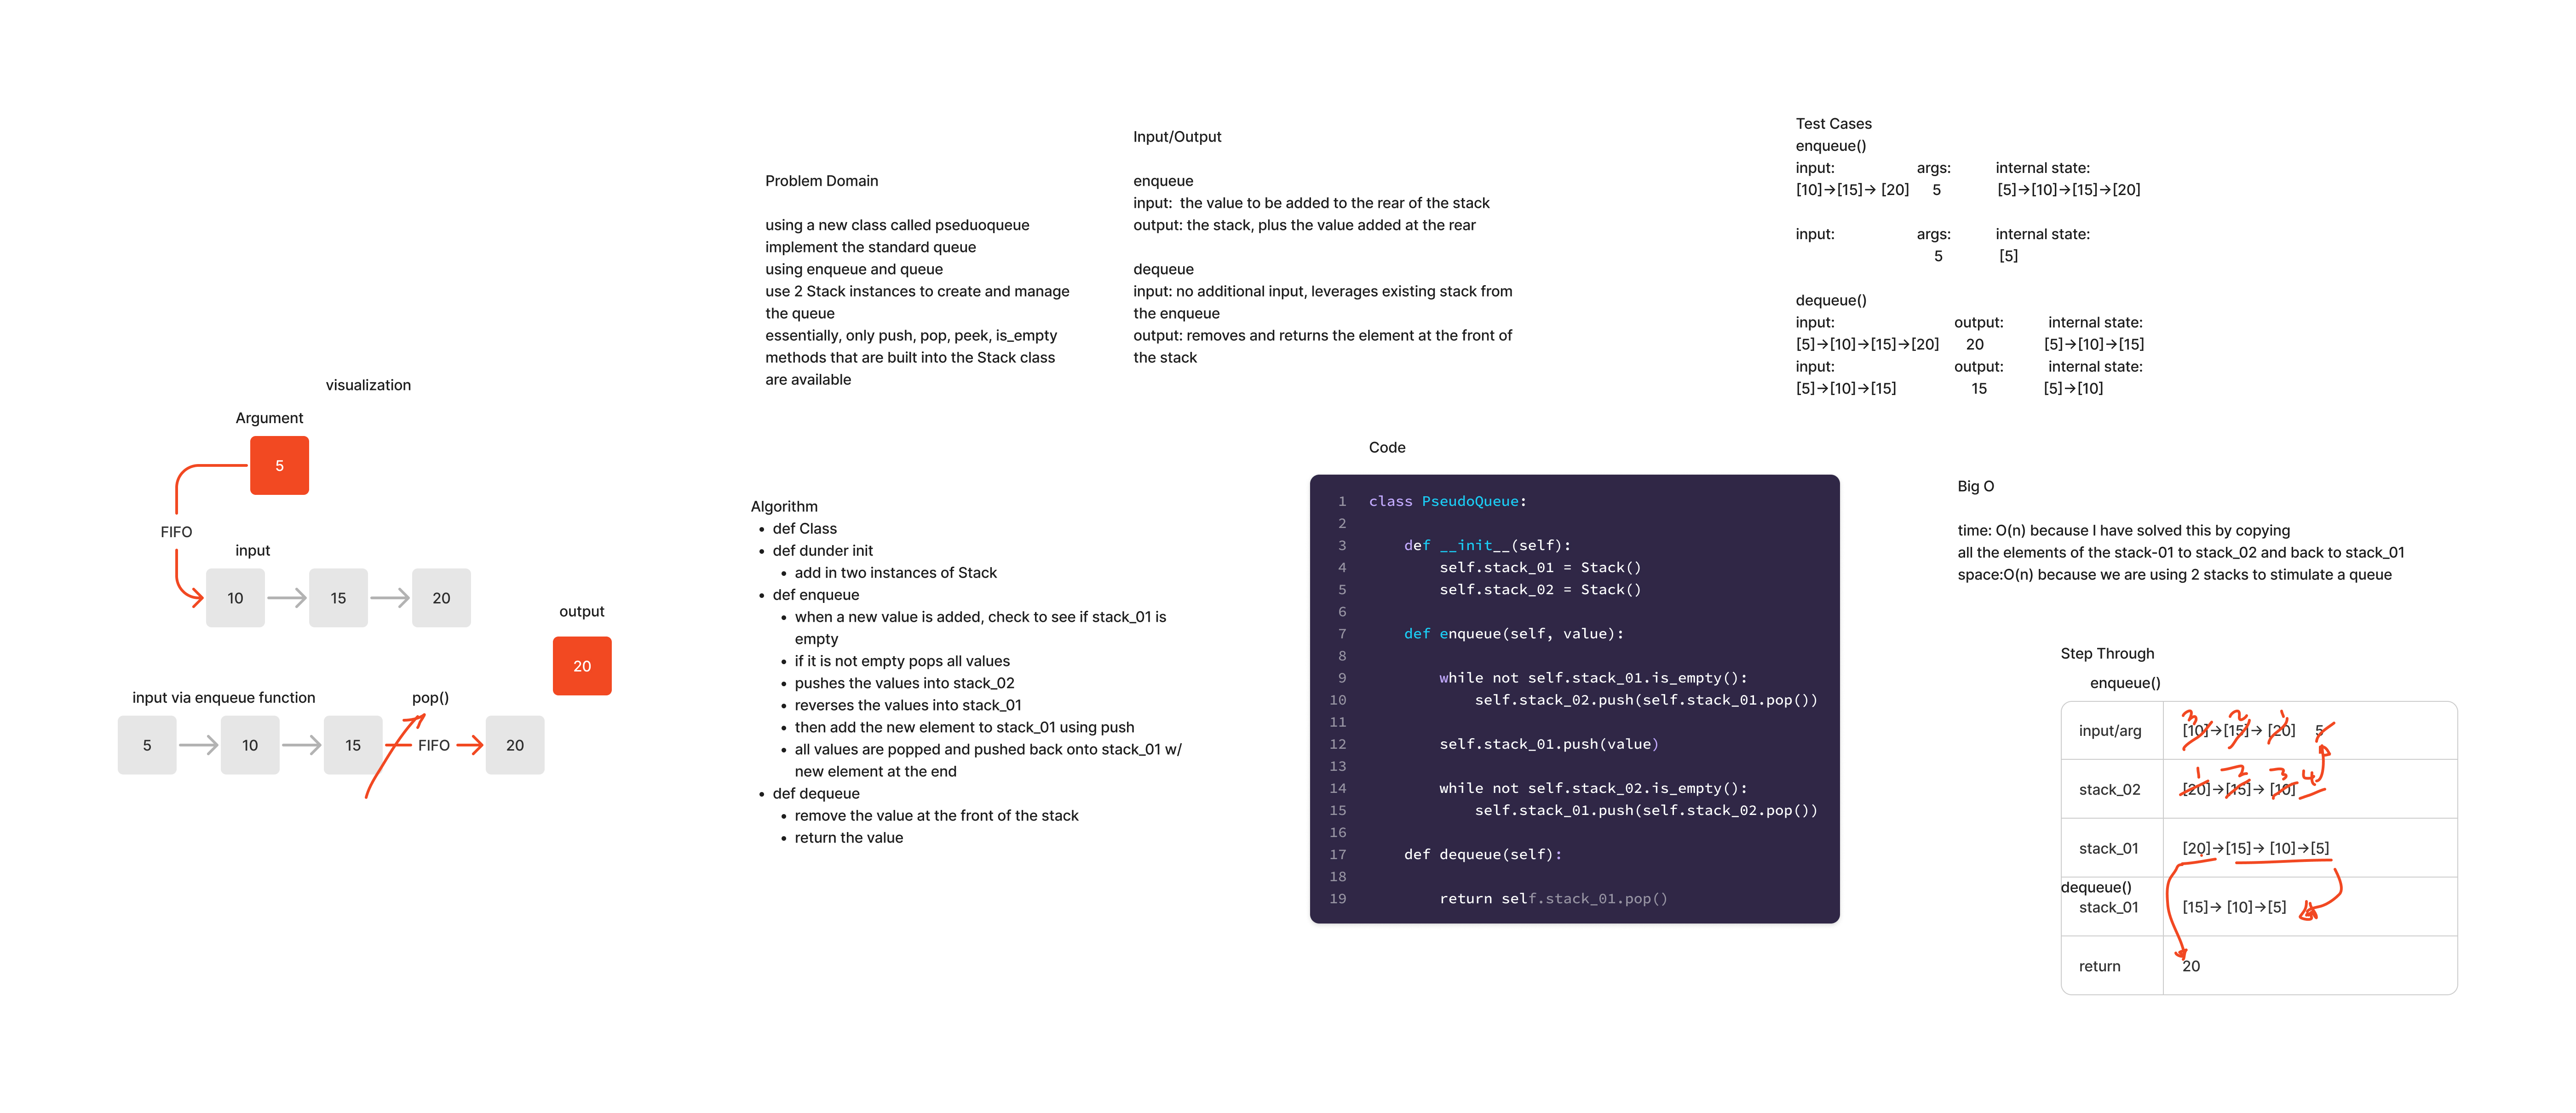 visualization
Argument
5
FIFO
input
10
15
20
output
20
input via enqueue function
pop()
5
10
15
FIFO
20
Problem Domain
using a new class called pseduoqueue
implement the standard queue
using enqueue and queue
use 2 Stack instances to create and manage
the queue
essentially, only push, pop, peek, is_empty
methods that are built into the Stack class
are available
Input/Output
enqueue
input:  the value to be added to the rear of the stack
output: the stack, plus the value added at the rear
dequeue
input: no additional input, leverages existing stack from
the enqueue
output: removes and returns the element at the front of
the stack
Algorithm
• def Class
• def dunder init
• add in two instances of Stack
• def enqueue
• when a new value is added, check to see if stack_01 is
empty
• if it is not empty pops all values
• pushes the values into stack_02
• reverses the values into stack_01
• then add the new element to stack_01 using push
• all values are popped and pushed back onto stack_01 w/
new element at the end
• def dequeue
• remove the value at the front of the stack
• return the value
Code
1 class PseudoQueue:
2
3 def __init__(self):
4 self.stack_01 = Stack()
5 self.stack_02 = Stack()
6
7 def enqueue(self, value):
8
9 while not self.stack_01.is_empty():
10 self.stack_02.push(self.stack_01.pop())
11
12 self.stack_01.push(value)
13
14 while not self.stack_02.is_empty():
15 self.stack_01.push(self.stack_02.pop())
16
17 def dequeue(self):
18
19 return self.stack_01.pop()
Test Cases
enqueue()
input: args: internal state:
[10]→[15]→ [20] 5 [5]→[10]→[15]→[20]
input: args: internal state:
5 [5]
dequeue()
input: output: internal state:
[5]→[10]→[15]→[20] 20 [5]→[10]→[15]
input: output: internal state:
[5]→[10]→[15] 15 [5]→[10]
Big O
time: O(n) because I have solved this by copying
all the elements of the stack-01 to stack_02 and back to stack_01
space:O(n) because we are using 2 stacks to stimulate a queue
Step Through
enqueue()
3 2 1
input/arg [10]→[15]→ [20] 5
1 2 3 4
stack_02 [20]→[15]→ [10]
stack_01 [20]→[15]→ [10]→[5]
dequeue()
stack_01 [15]→ [10]→[5]
return 20